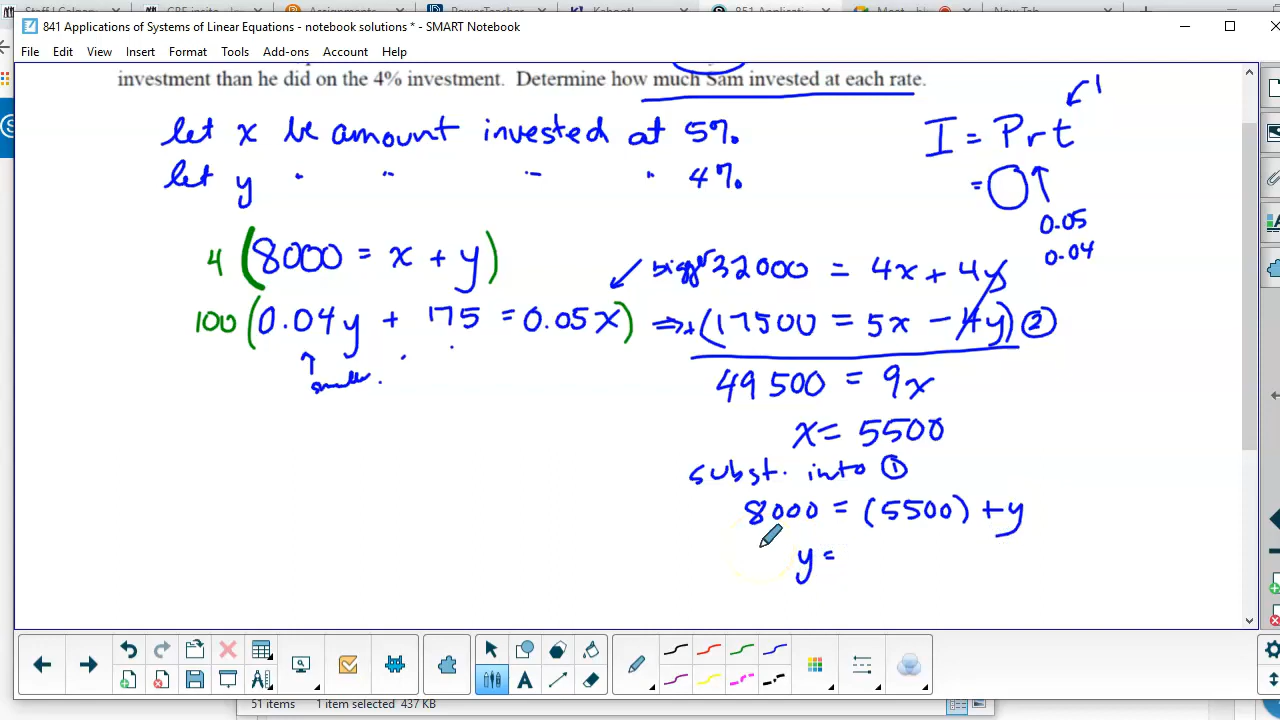 841 Applications of Systems of Linear Equations - notebook solutions * - SMART Notebook
File Edit View Insert Format Tools Add-ons Account Help
investment than he did on the 4% investment. Determine how much Sam invested at each rate.
let x be amount invested at 5%.
let y " " " " 4%.
I = Prt
1
=
0.05
0.04
4 (8000 = x + y)
100 (0.04y + 175 = 0.05x)
smaller
bigger
32000 = 4x + 4y
⇒ + (17500 = 5x - 4y) ②
49 500 = 9x
x = 5500
subst. into ①
8000 = (5500) + y
y =
51 items 1 item selected 437 KB